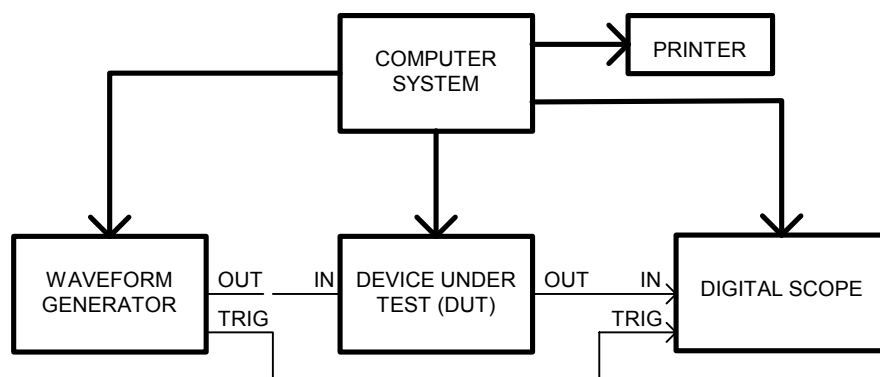 COMPUTER
SYSTEM
PRINTER
WAVEFORM
GENERATOR
OUT
TRIG
IN
DEVICE UNDER
TEST (DUT)
OUT
IN
TRIG
DIGITAL SCOPE